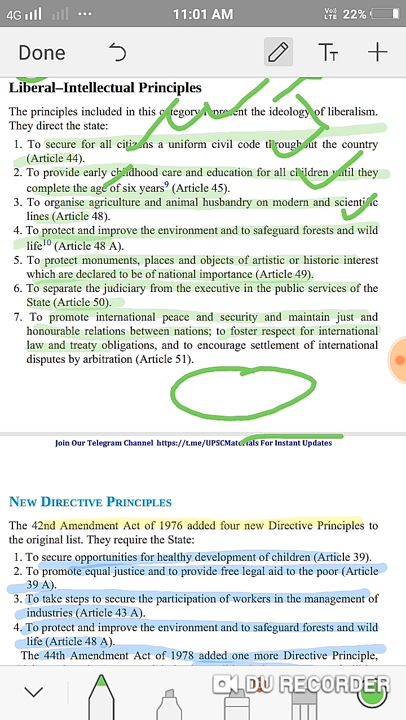 4G 11:01 AM VoLTE 22%
Done TT +
Liberal–Intellectual Principles
The principles included in this category represent the ideology of liberalism.
They direct the state:
1. To secure for all citizens a uniform civil code throughout the country
(Article 44).
2. To provide early childhood care and education for all children until they
complete the age of six years9 (Article 45).
3. To organise agriculture and animal husbandry on modern and scientific
lines (Article 48).
4. To protect and improve the environment and to safeguard forests and wild
life10 (Article 48 A).
5. To protect monuments, places and objects of artistic or historic interest
which are declared to be of national importance (Article 49).
6. To separate the judiciary from the executive in the public services of the
State (Article 50).
7. To promote international peace and security and maintain just and
honourable relations between nations; to foster respect for international
law and treaty obligations, and to encourage settlement of international
disputes by arbitration (Article 51).
Join Our Telegram Channel https://t.me/UPSCMaterials For Instant Updates
NEW DIRECTIVE PRINCIPLES
The 42nd Amendment Act of 1976 added four new Directive Principles to
the original list. They require the State:
1. To secure opportunities for healthy development of children (Article 39).
2. To promote equal justice and to provide free legal aid to the poor (Article
39 A).
3. To take steps to secure the participation of workers in the management of
industries (Article 43 A).
4. To protect and improve the environment and to safeguard forests and wild
life (Article 48 A).
The 44th Amendment Act of 1978 added one more Directive Principle,
DU RECORDER